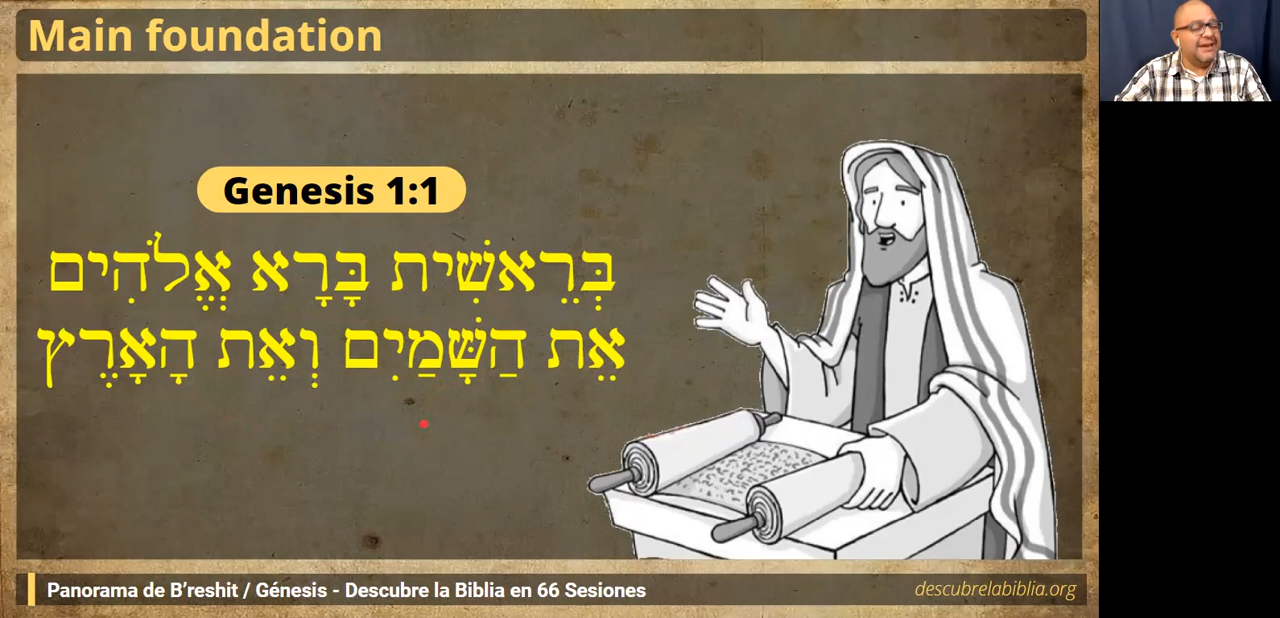 Main foundation
Genesis 1:1
בְּרֵאשִׁית בָּרָא אֱלֹהִים
אֵת הַשָּׁמַיִם וְאֵת הָאָרֶץ
Panorama de B’reshit / Génesis - Descubre la Biblia en 66 Sesiones
descubrelabiblia.org